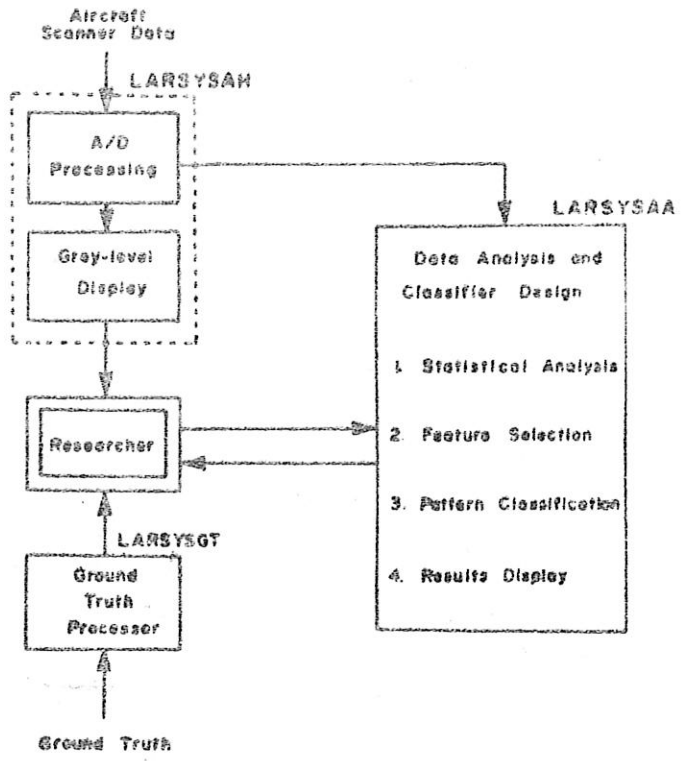 Aircraft
Scanner Data
LARSYSAH
A/D
Processing
Gray-level
Display
LARSYSAA
Data Analysis and
Classifier Design
1. Statistical Analysis
2. Feature Selection
3. Pattern Classification
4. Results Display
Researcher
LARSYSGT
Ground
Truth
Processor
Ground Truth